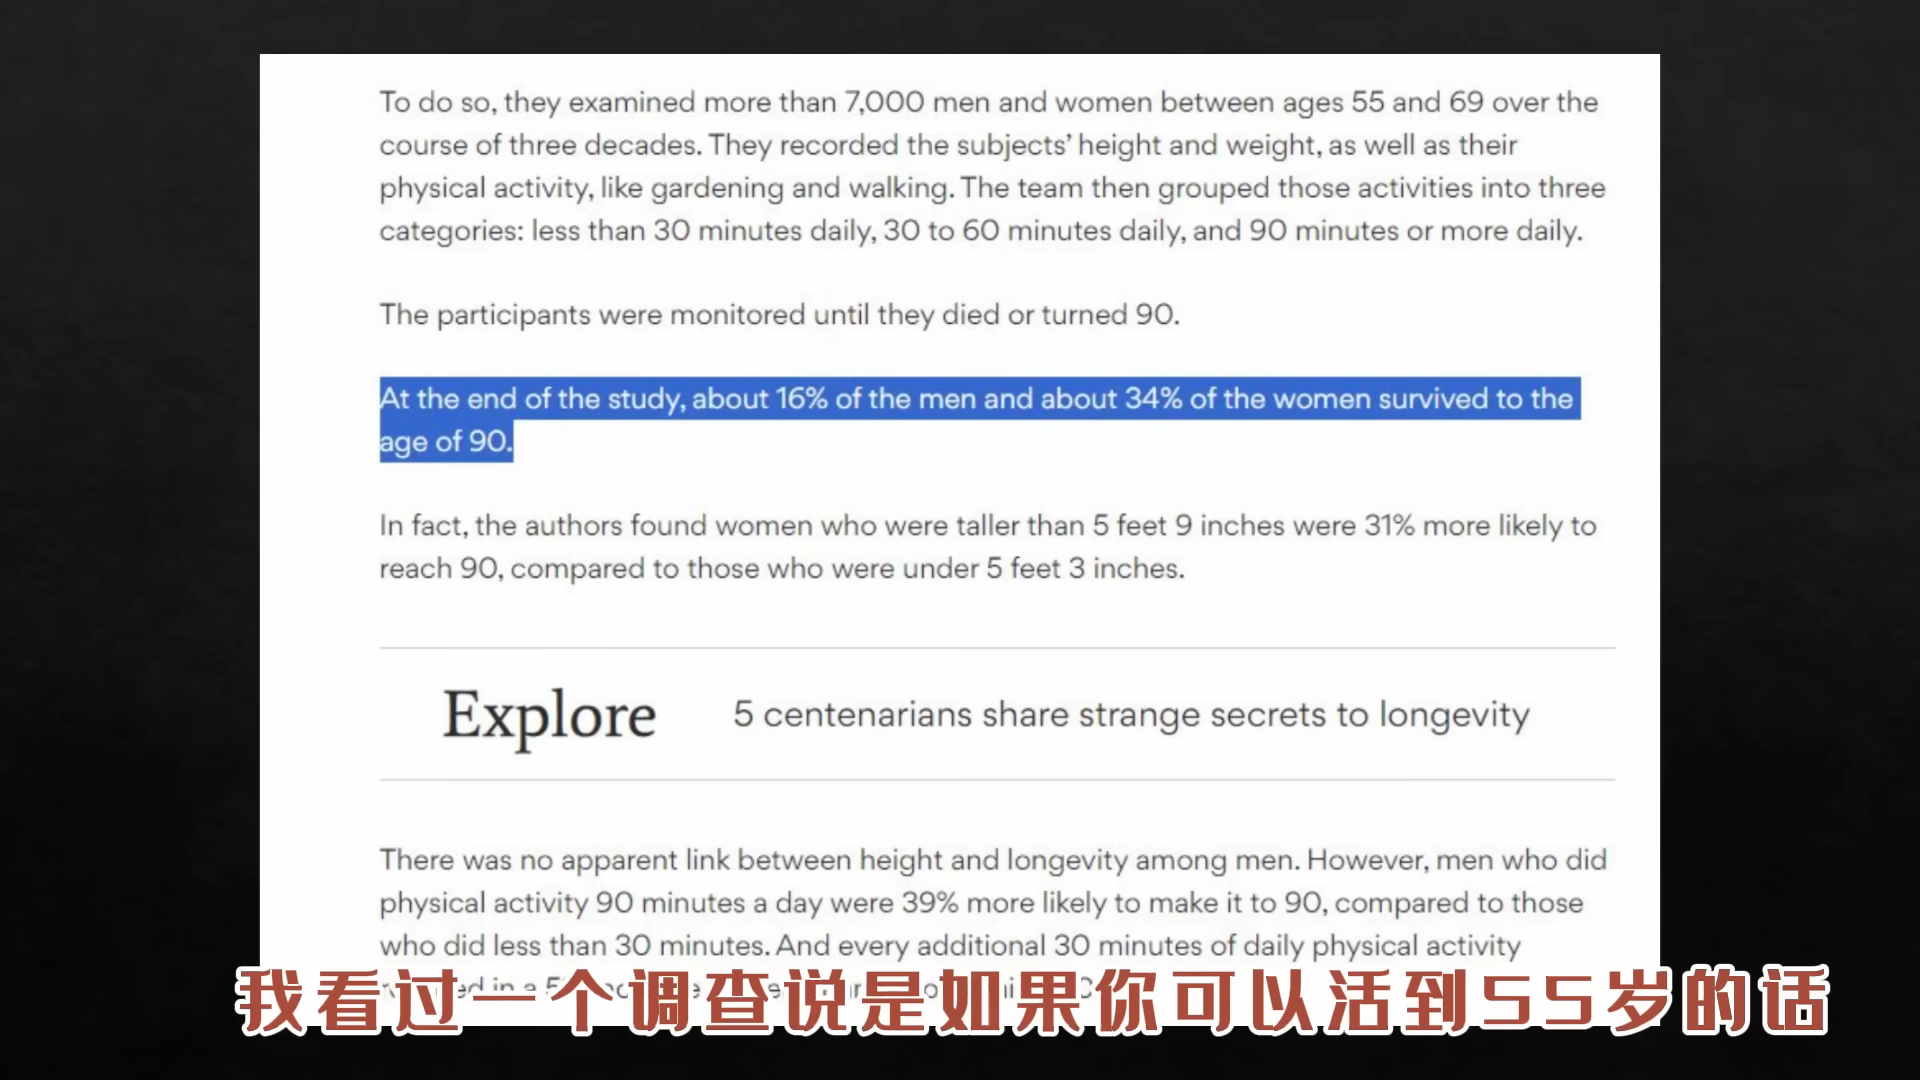 To do so, they examined more than 7,000 men and women between ages 55 and 69 over the
course of three decades. They recorded the subjects' height and weight, as well as their
physical activity, like gardening and walking. The team then grouped those activities into three
categories: less than 30 minutes daily, 30 to 60 minutes daily, and 90 minutes or more daily.
The participants were monitored until they died or turned 90.
At the end of the study, about 16% of the men and about 34% of the women survived to the
age of 90.
In fact, the authors found women who were taller than 5 feet 9 inches were 31% more likely to
reach 90, compared to those who were under 5 feet 3 inches.
Explore 5 centenarians share strange secrets to longevity
There was no apparent link between height and longevity among men. However, men who did
physical activity 90 minutes a day were 39% more likely to make it to 90, compared to those
who did less than 30 minutes. And every additional 30 minutes of daily physical activity
我看过一个调查说是如果你可以活到55岁的话